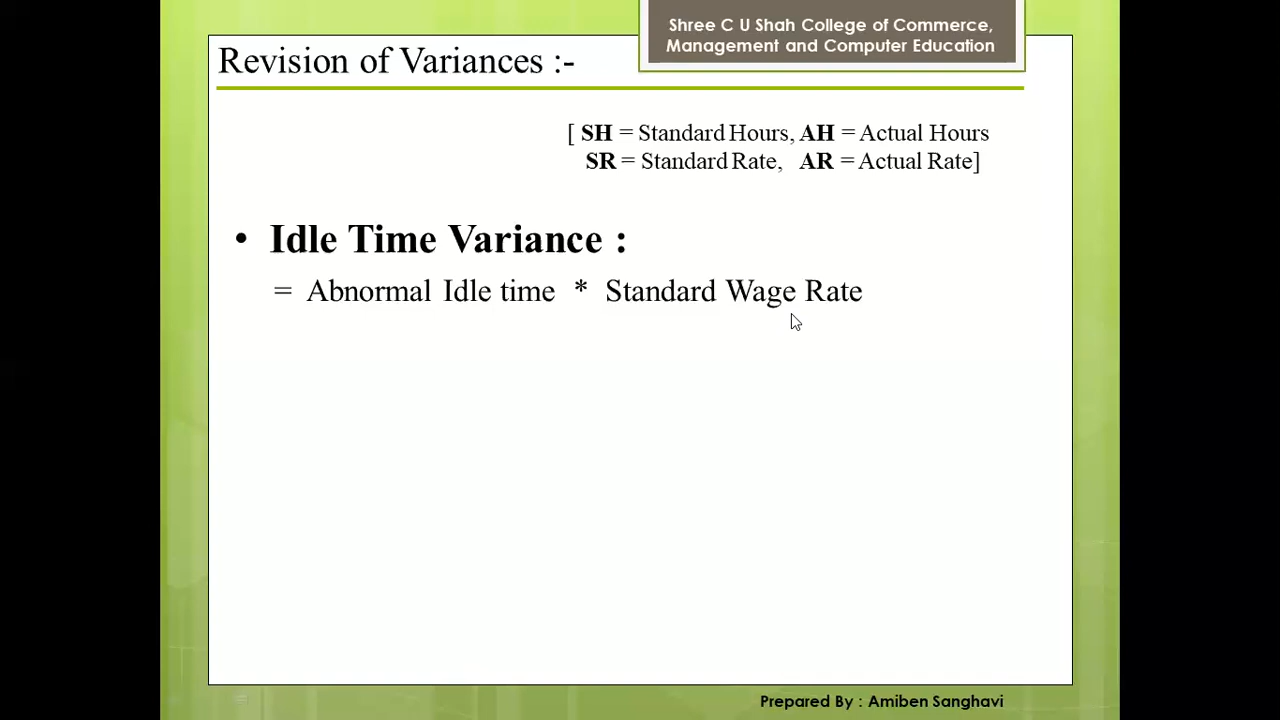 Shree C U Shah College of Commerce,
Management and Computer Education
Revision of Variances :-
[ SH = Standard Hours, AH = Actual Hours
SR = Standard Rate, AR = Actual Rate]
• Idle Time Variance :
= Abnormal Idle time * Standard Wage Rate
Prepared By : Amiben Sanghavi